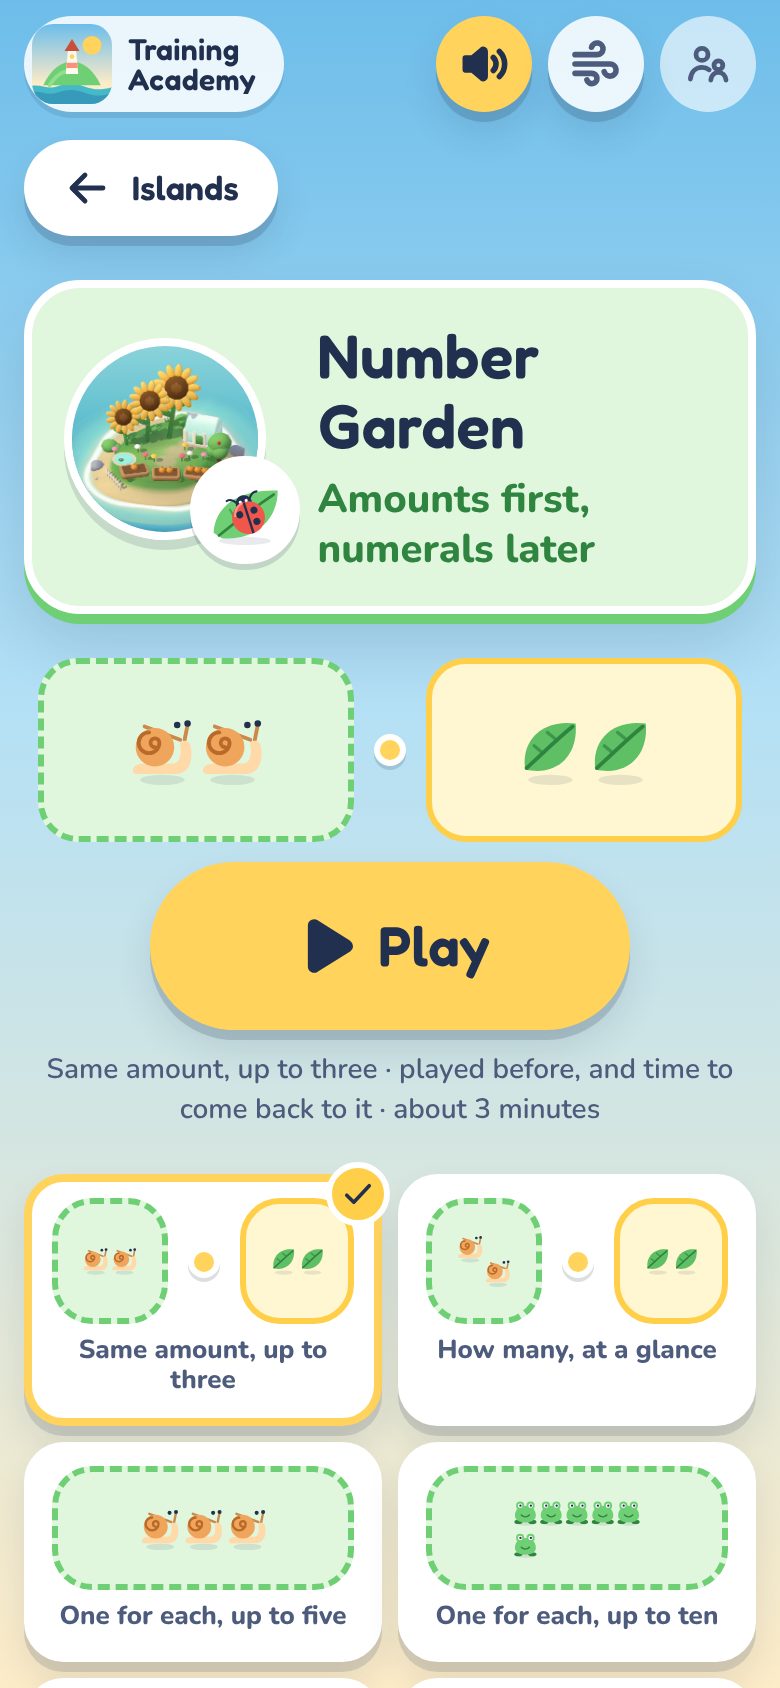 Training
Academy
Islands
Number
Garden
Amounts first,
numerals later
Play
Same amount, up to three · played before, and time to
come back to it · about 3 minutes
Same amount, up to
three
How many, at a glance
One for each, up to five
One for each, up to ten